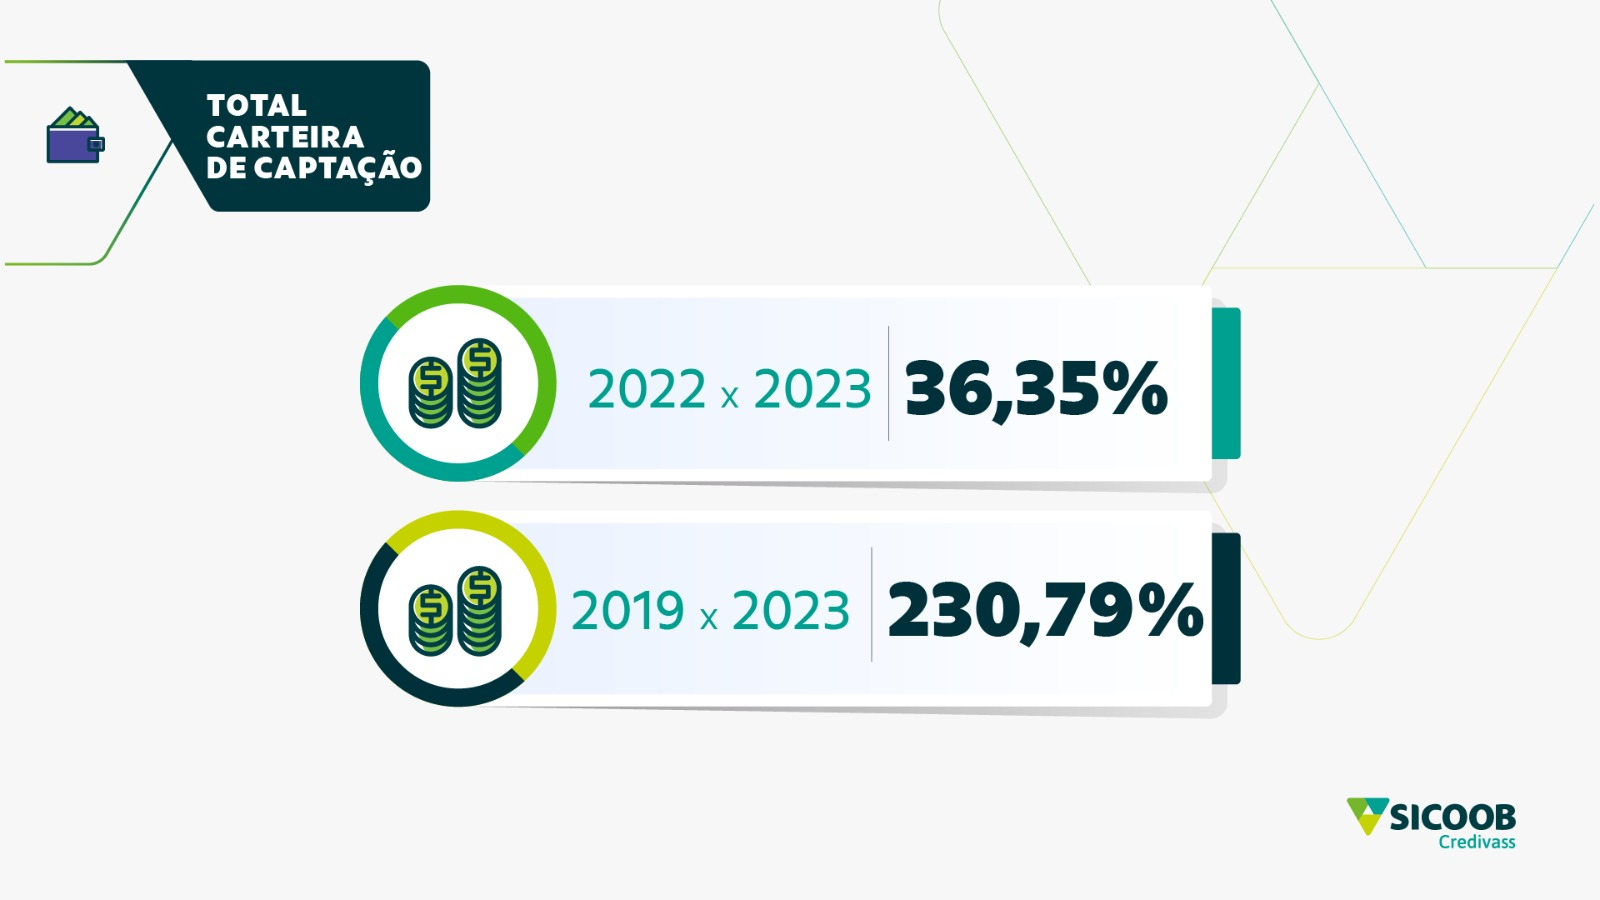 TOTAL
CARTEIRA
DE CAPTAÇÃO
2022 x 2023 36,35%
2019 x 2023 230,79%
SICOOB
Credivass